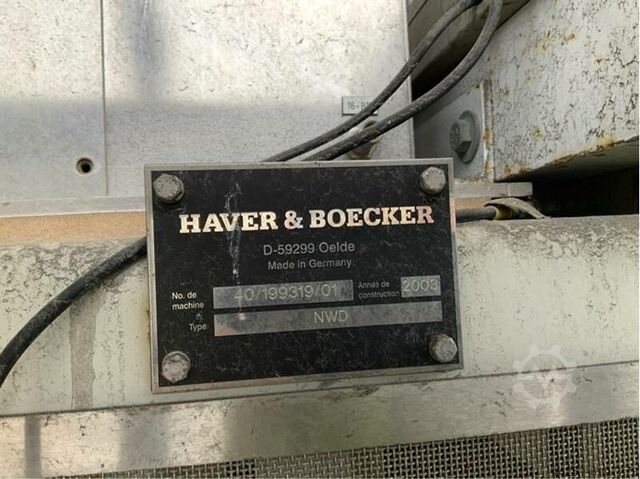 HAVER & BOECKER
D-59299 Oelde
Made in Germany
No. de machine
40/199319/01
Année de construction
2003
Type
NWD